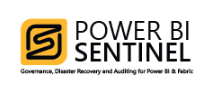 POWER BI
SENTINEL
Governance, Disaster Recovery and Auditing for Power BI & Fabric